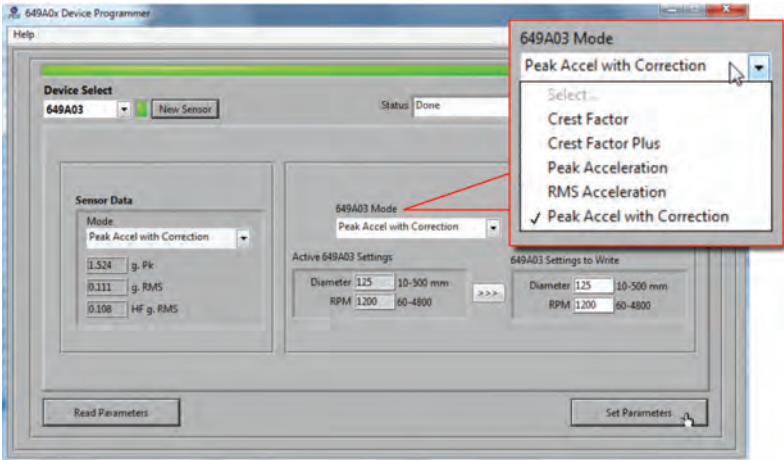 649A0x Device Programmer
Help
649A03 Mode
Peak Accel with Correction
Select...
Crest Factor
Crest Factor Plus
Peak Acceleration
RMS Acceleration
✓ Peak Accel with Correction
Device Select
649A03
New Sensor
Status Done
Sensor Data
Mode
Peak Accel with Correction
1.524 g. Pk
0.111 g. RMS
0.108 HF g. RMS
649A03 Mode
Peak Accel with Correction
Active 649A03 Settings
Diameter 125 10-500 mm
RPM 1200 60-4800
>>>
649A03 Settings to Write
Diameter 125 10-500 mm
RPM 1200 60-4800
Read Parameters
Set Parameters